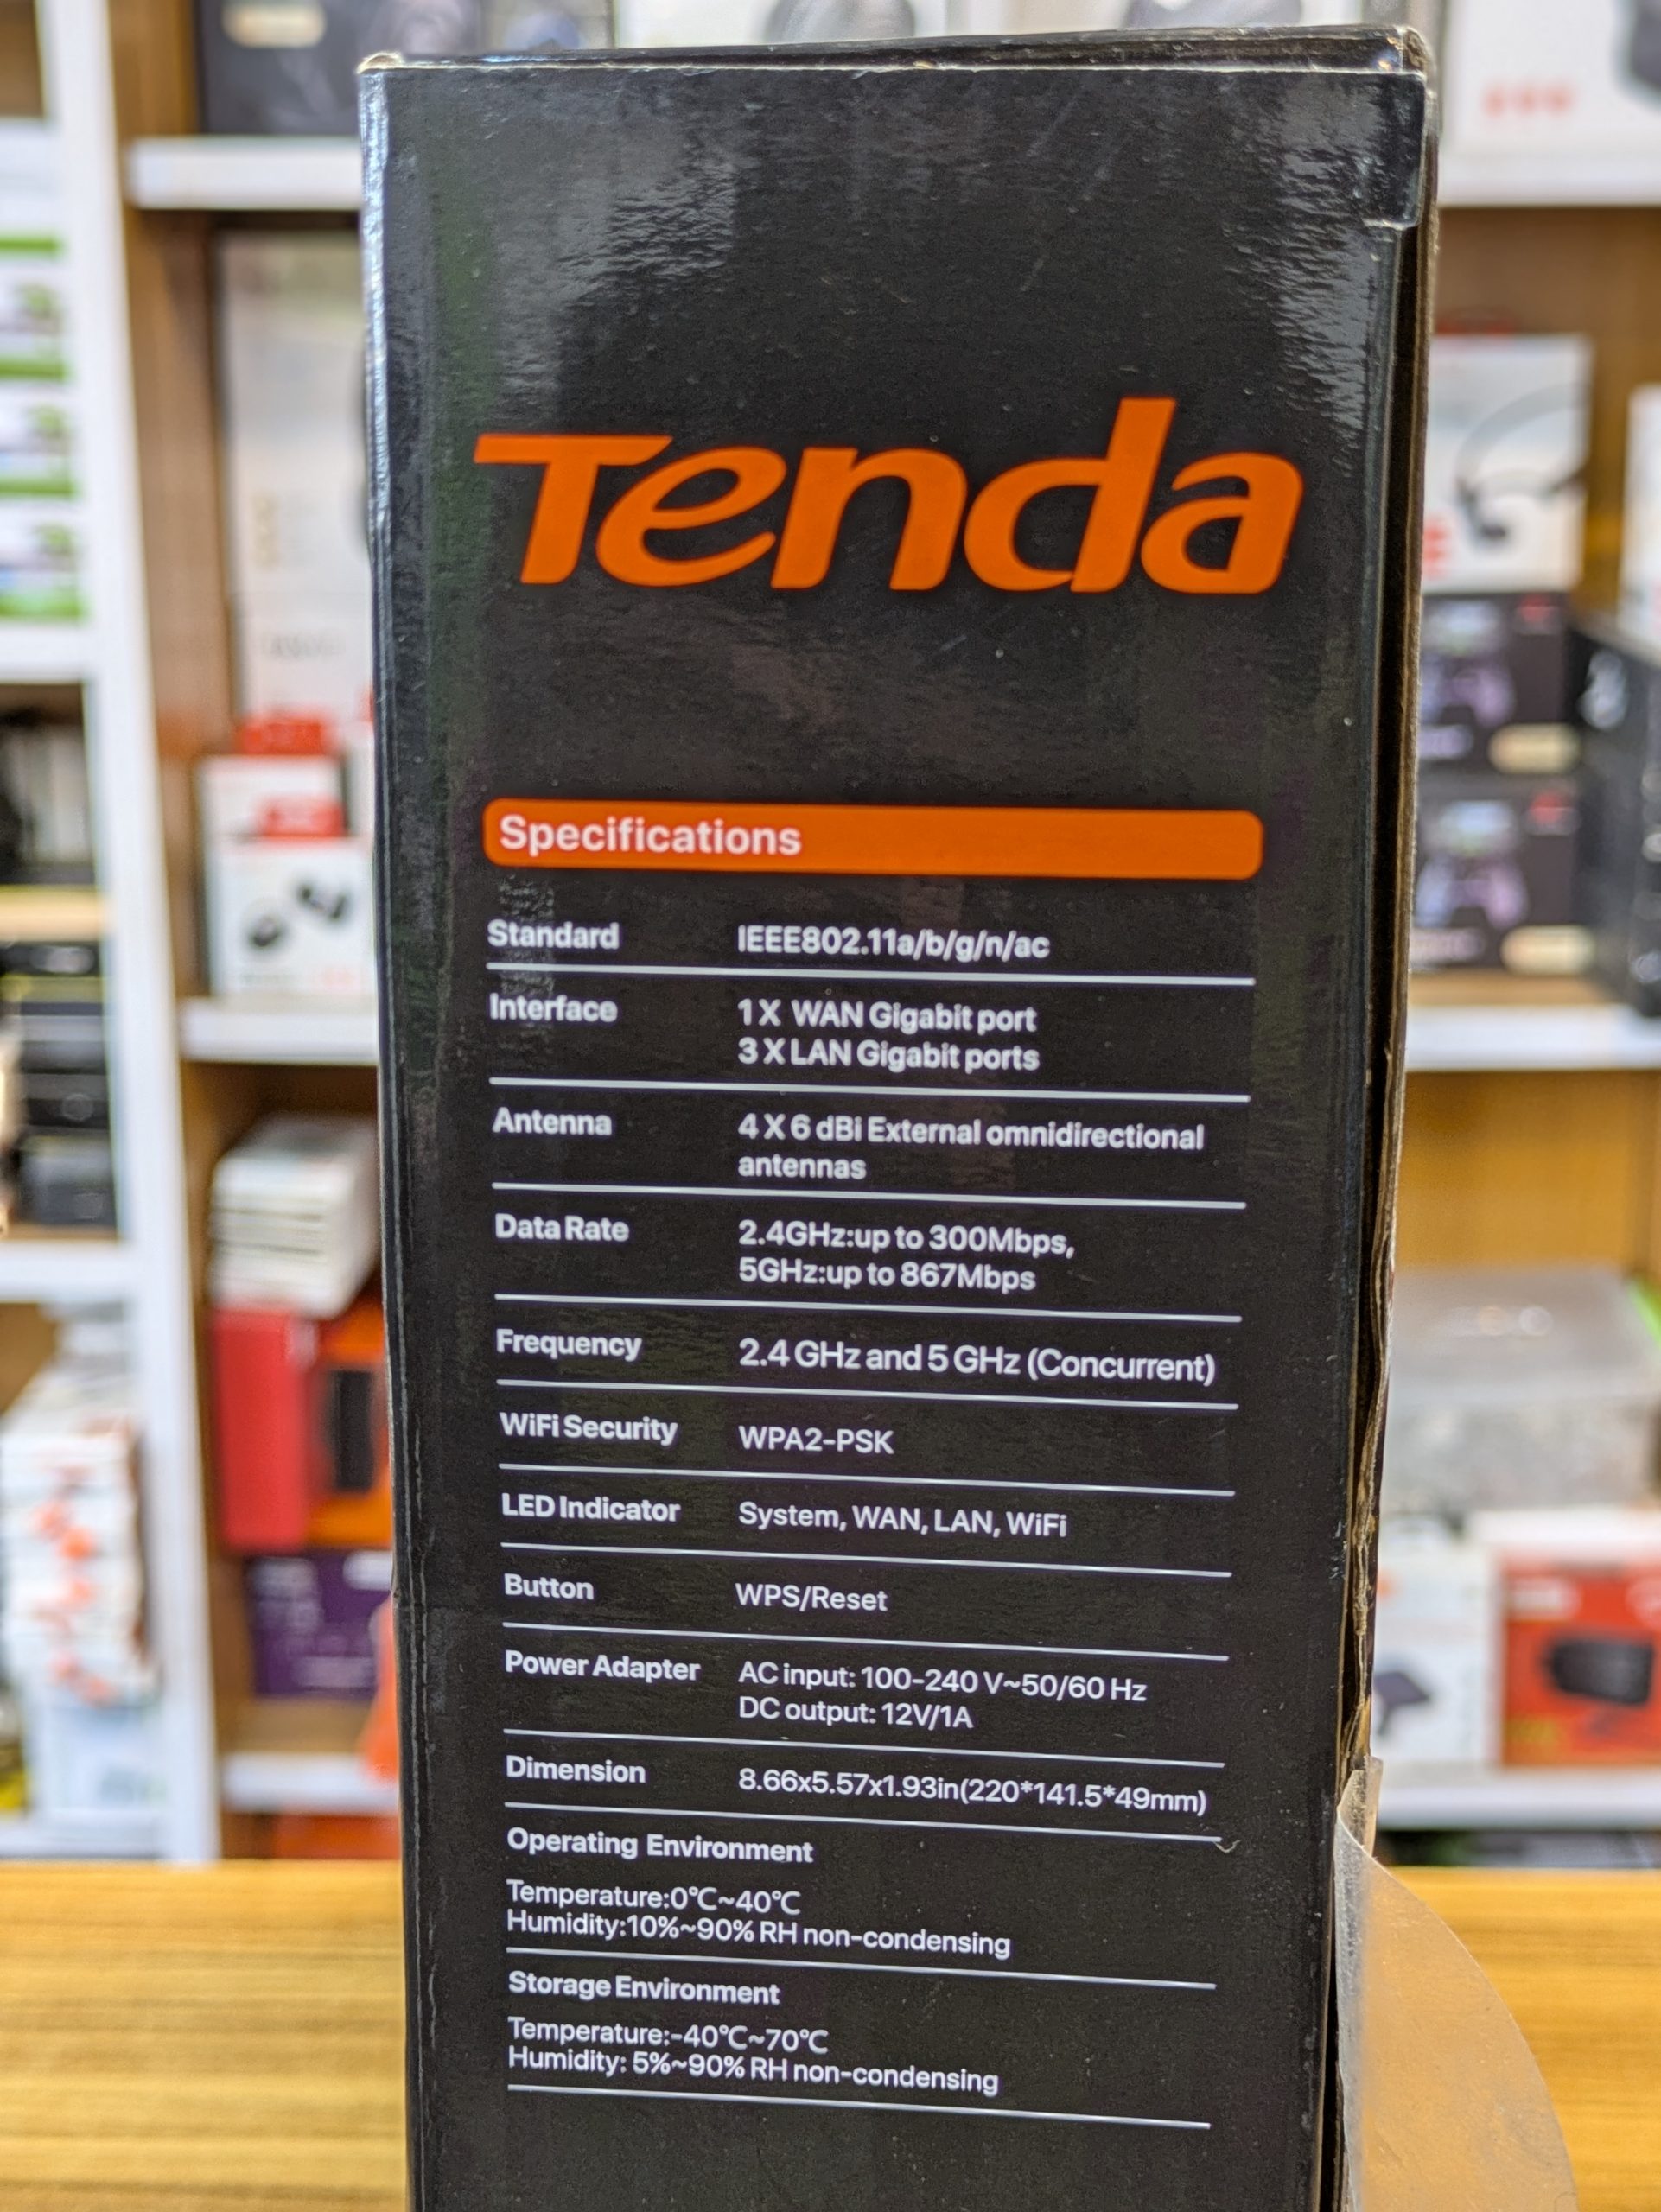 Tenda
Specifications
Standard IEEE802.11a/b/g/n/ac
Interface 1 X WAN Gigabit port
3 X LAN Gigabit ports
Antenna 4 X 6 dBi External omnidirectional
antennas
Data Rate 2.4GHz:up to 300Mbps,
5GHz:up to 867Mbps
Frequency 2.4 GHz and 5 GHz (Concurrent)
WiFi Security WPA2-PSK
LED Indicator System, WAN, LAN, WiFi
Button WPS/Reset
Power Adapter AC input: 100-240 V~50/60 Hz
DC output: 12V/1A
Dimension 8.66x5.57x1.93in(220*141.5*49mm)
Operating Environment
Temperature:0℃~40℃
Humidity:10%~90% RH non-condensing
Storage Environment
Temperature:-40℃~70℃
Humidity: 5%~90% RH non-condensing